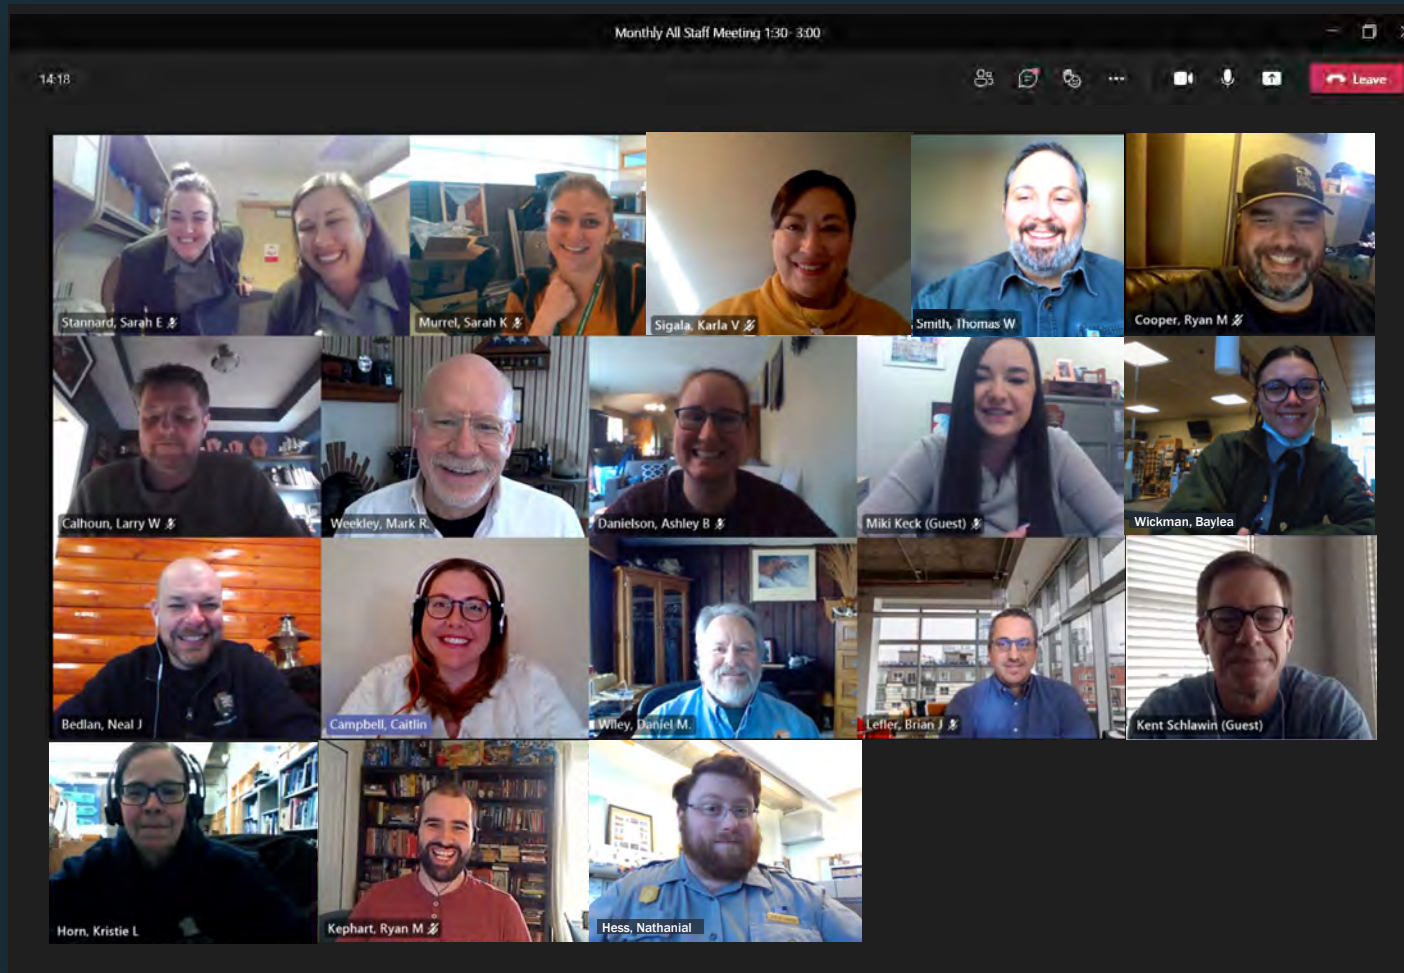 Monthly All Staff Meeting 1:30- 3:00
14:18
Leave
Stannard, Sarah E
Murrel, Sarah K
Sigala, Karla V
Smith, Thomas W
Cooper, Ryan M
Calhoun, Larry W
Weekley, Mark R.
Danielson, Ashley B
Miki Keck (Guest)
Wickman, Baylea
Bedlan, Neal J
Campbell, Caitlin
Wiley, Daniel M.
Lefler, Brian J
Kent Schlawin (Guest)
Horn, Kristie L
Kephart, Ryan M
Hess, Nathanial